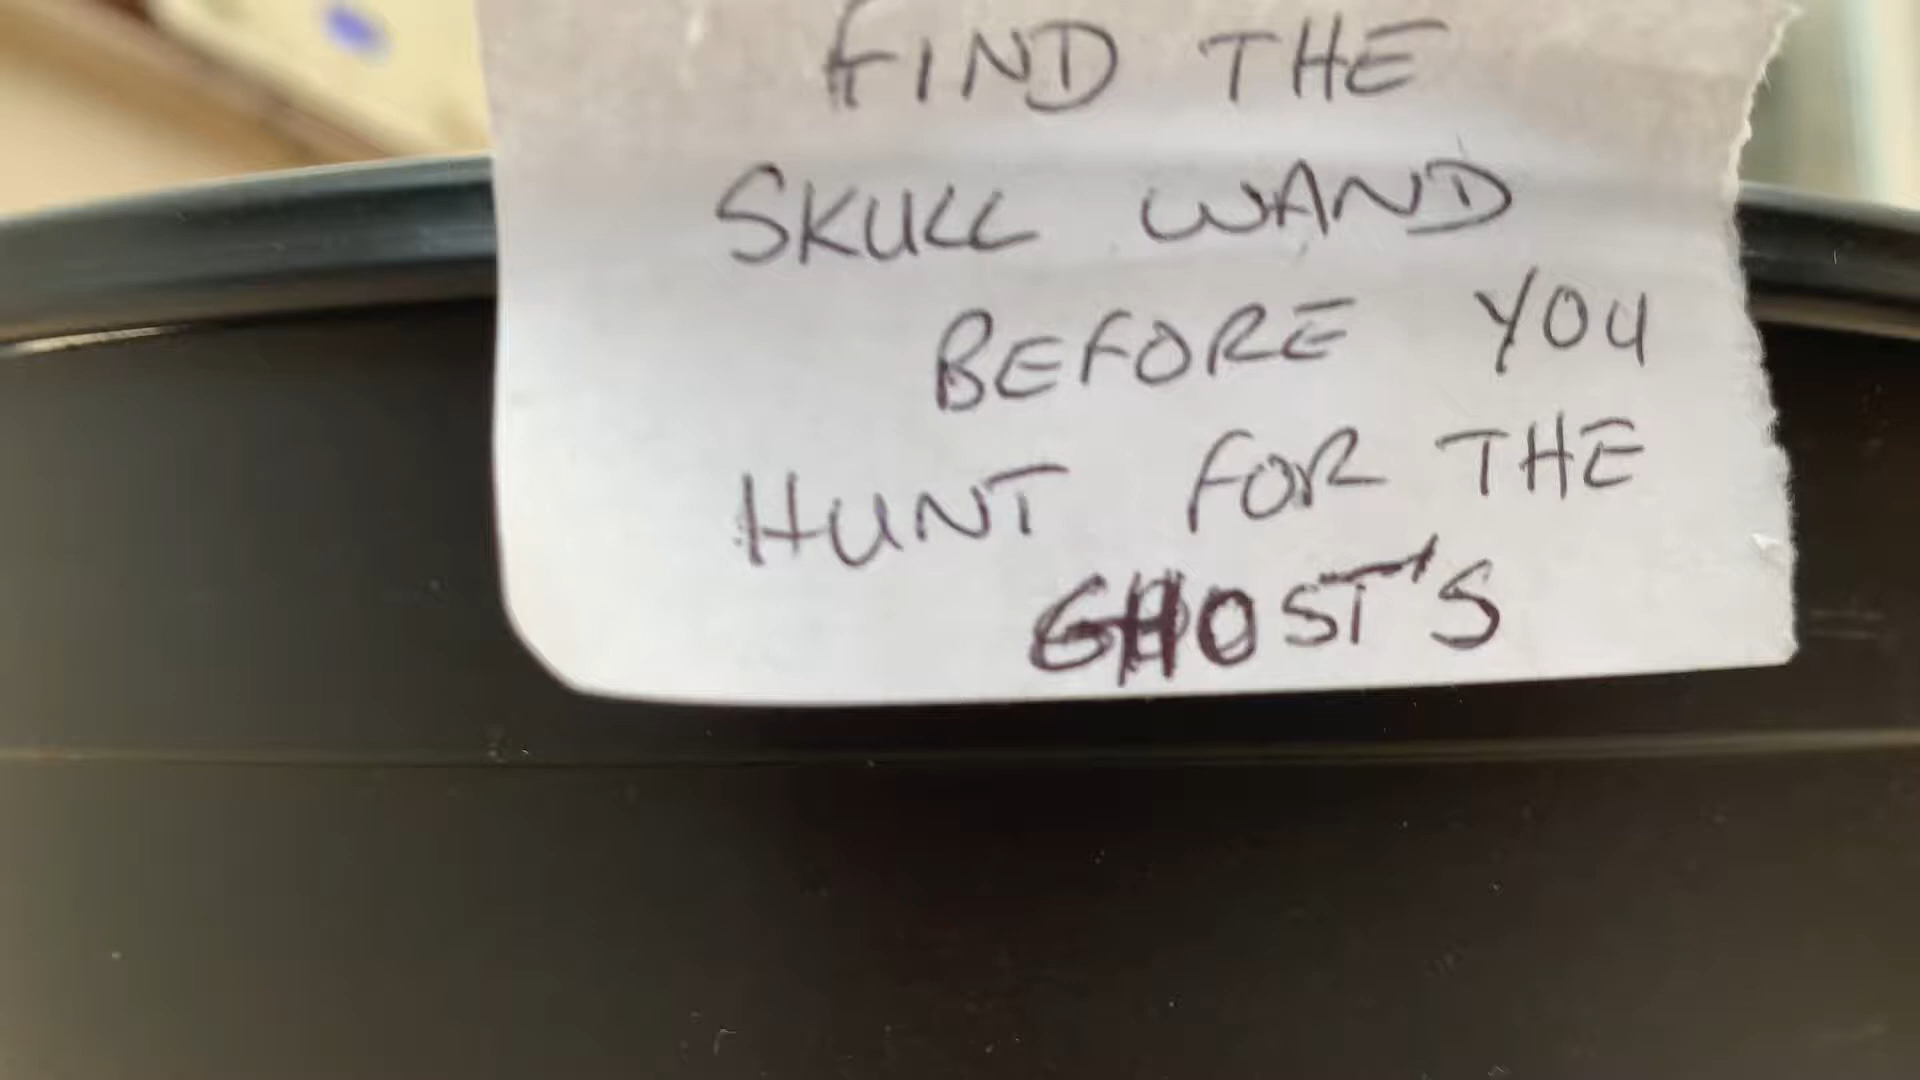 FIND THE
SKULL WAND
BEFORE YOU
HUNT FOR THE
GHOST'S